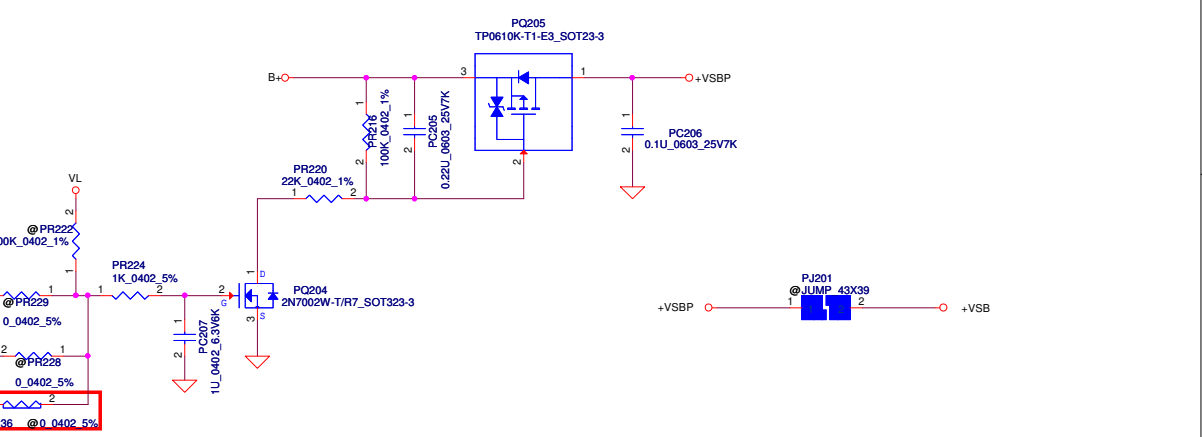 PQ205
TP0610K-T1-E3_SOT23-3
B+
3
1
+VSBP
1
PR216
100K_0402_1%
2
1
PC205
0.22U_0603_25V7K
2
2
1
PC206
0.1U_0603_25V7K
2
PR220
22K_0402_1%
1
2
VL
2
@PR222
00K_0402_1%
1
PR224
1K_0402_5%
1
2
1
@PR229
0_0402_5%
2
1
@PR228
0_0402_5%
2
36 @0_0402_5%
1
PC207
1U_0402_6.3V6K
2
2
G
1
D
PQ204
2N7002W-T/R7_SOT323-3
3
S
PJ201
@JUMP_43X39
+VSBP
1
2
+VSB